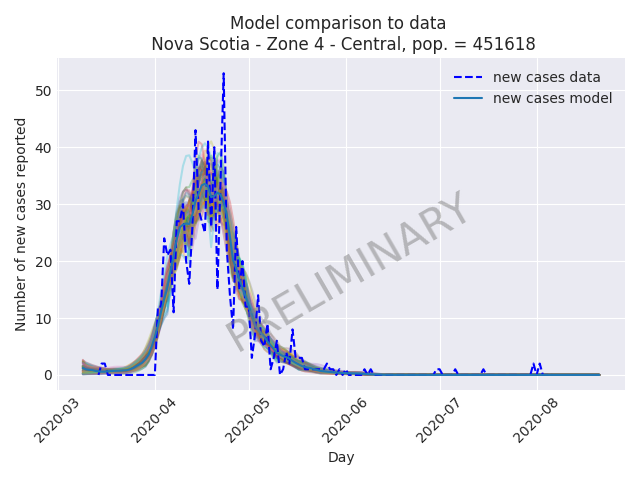 Model comparison to data
Nova Scotia - Zone 4 - Central, pop. = 451618
new cases data
new cases model
Number of new cases reported
50
40
30
20
10
0
PRELIMINARY
2020-03
2020-04
2020-05
2020-06
2020-07
2020-08
Day